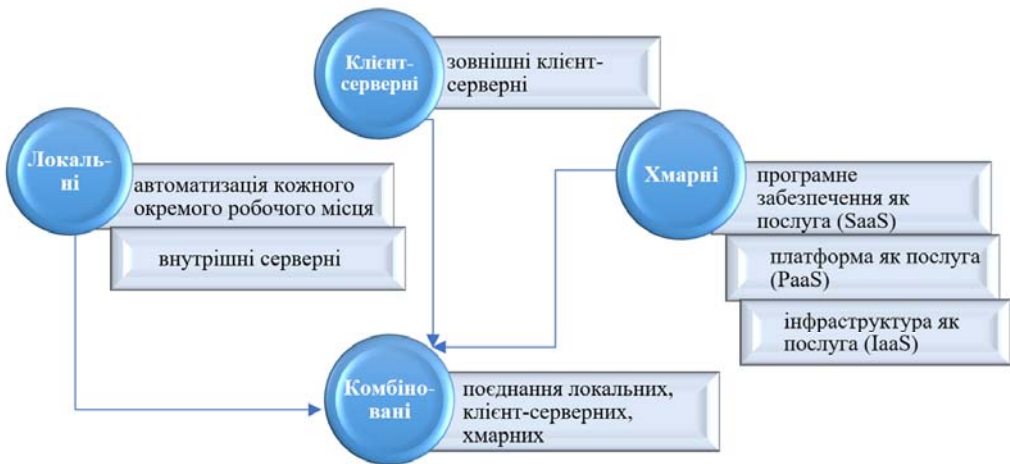 Клієнт-
серверні
зовнішні клієнт-
серверні
Локаль-
ні
автоматизація кожного
окремого робочого місця
внутрішні серверні
Хмарні
програмне
забезпечення як
послуга (SaaS)
платформа як послуга
(PaaS)
інфраструктура як
послуга (IaaS)
Комбіно-
вані
поєднання локальних,
клієнт-серверних,
хмарних